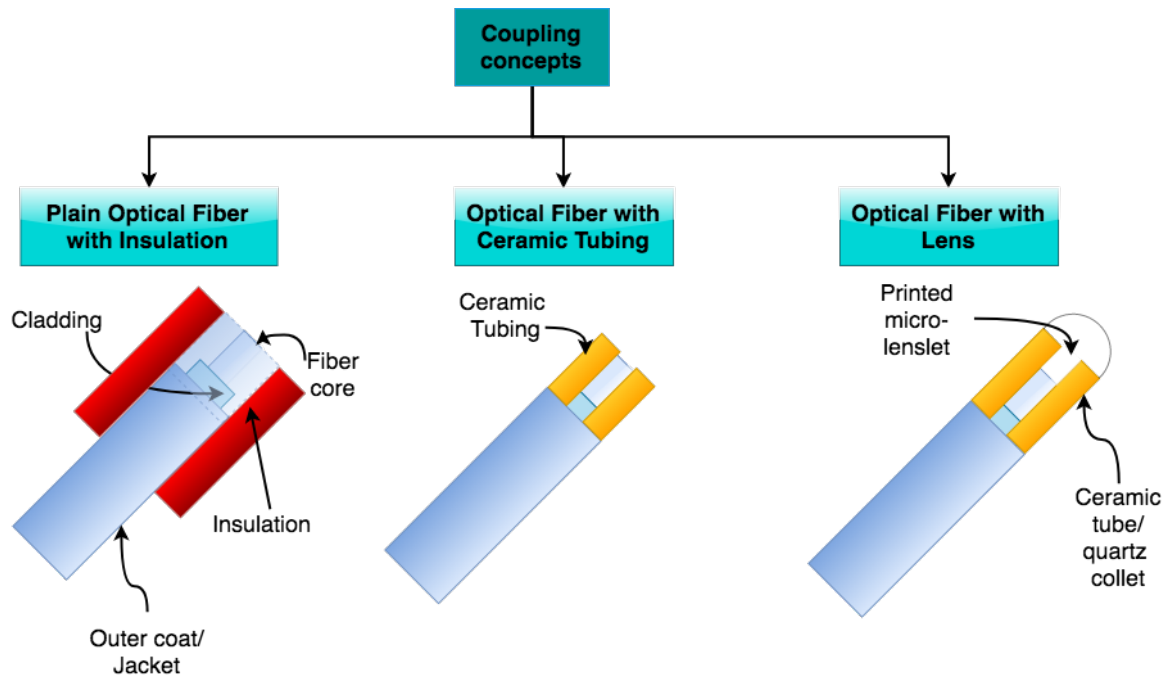 Coupling
concepts
Plain Optical Fiber
with Insulation
Optical Fiber with
Ceramic Tubing
Optical Fiber with
Lens
Cladding
Fiber
core
Insulation
Outer coat/
Jacket
Ceramic
Tubing
Printed
micro-
lenslet
Ceramic
tube/
quartz
collet